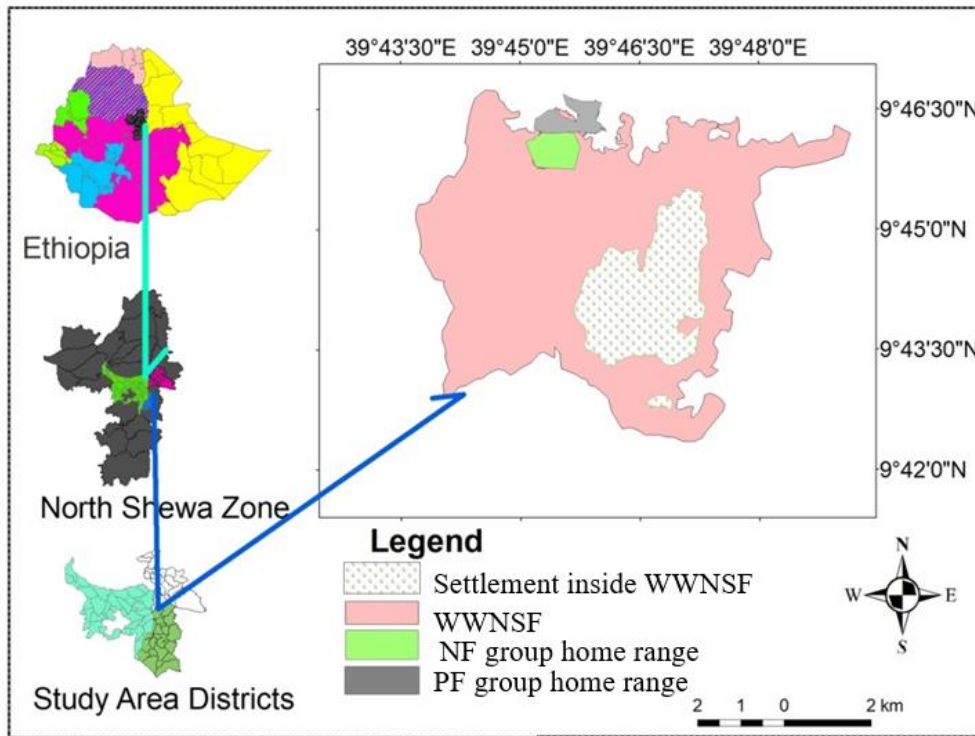 39°43'30"E 39°45'0"E 39°46'30"E 39°48'0"E
9°46'30"N
9°45'0"N
9°43'30"N
9°42'0"N
Ethiopia
North Shewa Zone
Study Area Districts
Legend
Settlement inside WWNSF
WWNSF
NF group home range
PF group home range
N
W E
S
2 1 0 2 km